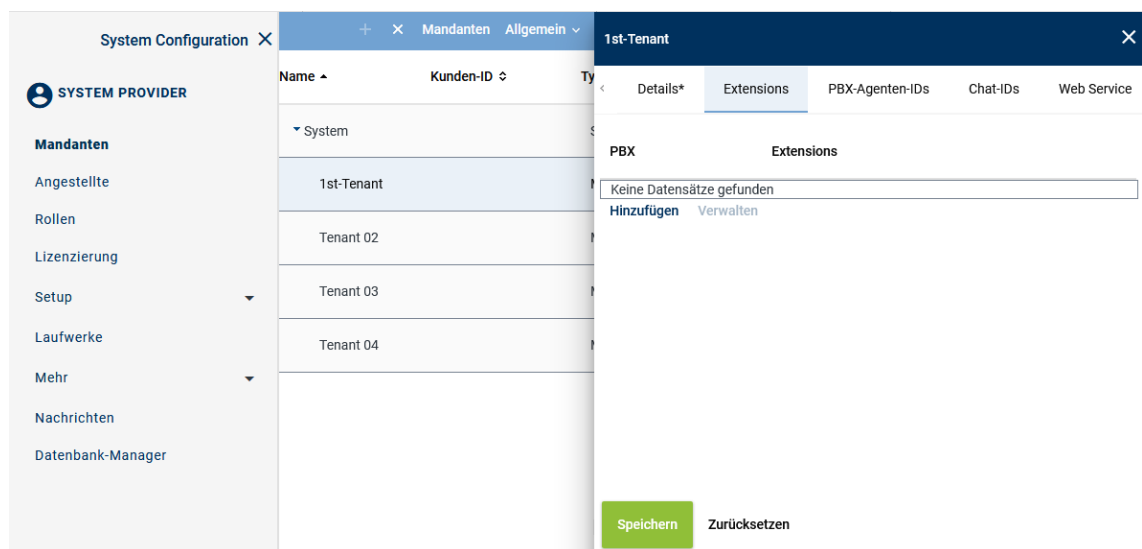 System Configuration
SYSTEM PROVIDER
Mandanten
Angestellte
Rollen
Lizenzierung
Setup
Laufwerke
Mehr
Nachrichten
Datenbank-Manager
Mandanten Allgemein
Name Kunden-ID Ty
System
1st-Tenant
Tenant 02
Tenant 03
Tenant 04
1st-Tenant
Details* Extensions PBX-Agenten-IDs Chat-IDs Web Service
PBX Extensions
Keine Datensätze gefunden
Hinzufügen Verwalten
Speichern Zurücksetzen